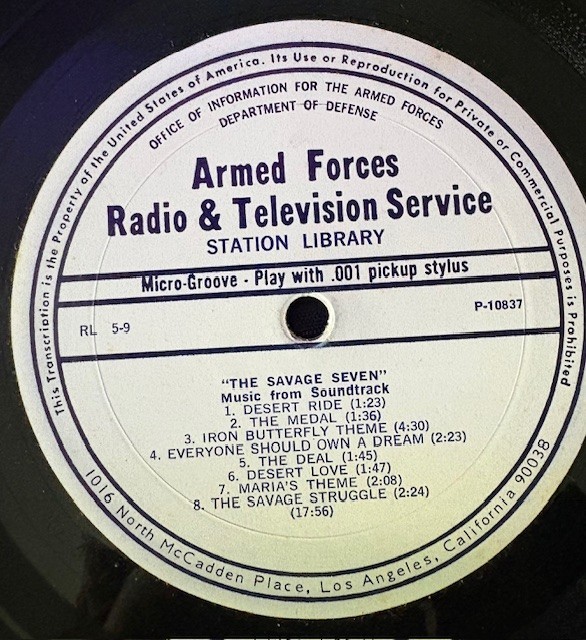 This Transcription is the Property of the United States of America. Its Use or Reproduction for Private or Commercial Purposes is Prohibited
OFFICE OF INFORMATION FOR THE ARMED FORCES
DEPARTMENT OF DEFENSE
Armed Forces
Radio & Television Service
STATION LIBRARY
Micro-Groove - Play with .001 pickup stylus
RL 5-9
P-10837
"THE SAVAGE SEVEN"
Music from Soundtrack
1. DESERT RIDE (1:23)
2. THE MEDAL (1:36)
3. IRON BUTTERFLY THEME (4:30)
4. EVERYONE SHOULD OWN A DREAM (2:23)
5. THE DEAL (1:45)
6. DESERT LOVE (1:47)
7. MARIA'S THEME (2:08)
8. THE SAVAGE STRUGGLE (2:24)
(17:56)
1016 North McCadden Place, Los Angeles, California 90038